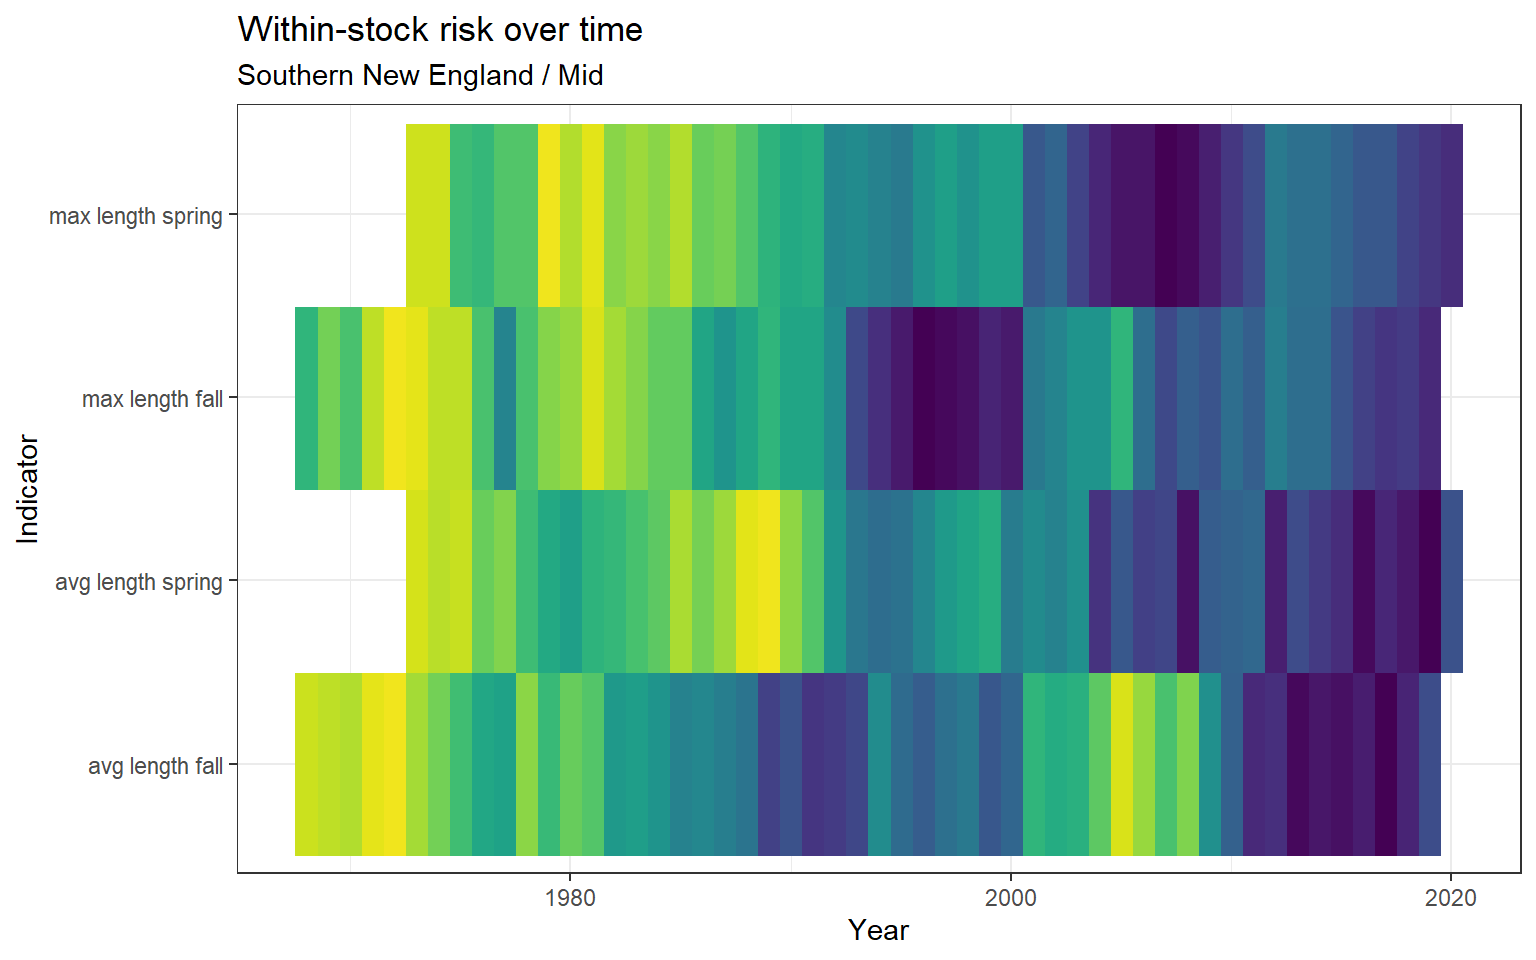 Within-stock risk over time
Southern New England / Mid
Indicator
max length spring
max length fall
avg length spring
avg length fall
1980
2000
2020
Year